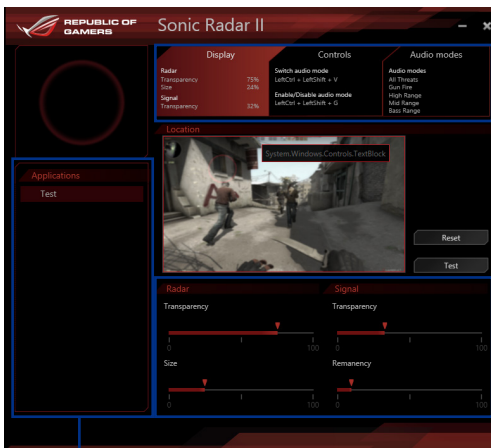 REPUBLIC OF
GAMERS
Sonic Radar II
Display
Controls
Audio modes
Radar
Transparency 75%
Size 24%
Signal
Transparency 32%
Switch audio mode
LeftCtrl + LeftShift + V
Enable/Disable audio mode
LeftCtrl + LeftShift + G
Audio modes
All Threats
Gun Fire
High Range
Mid Range
Bass Range
Location
System.Windows.Controls.TextBlock
Applications
Test
Reset
Test
Radar
Signal
Transparency
Transparency
0 100
0 100
Size
Remanency
0 100
0 100